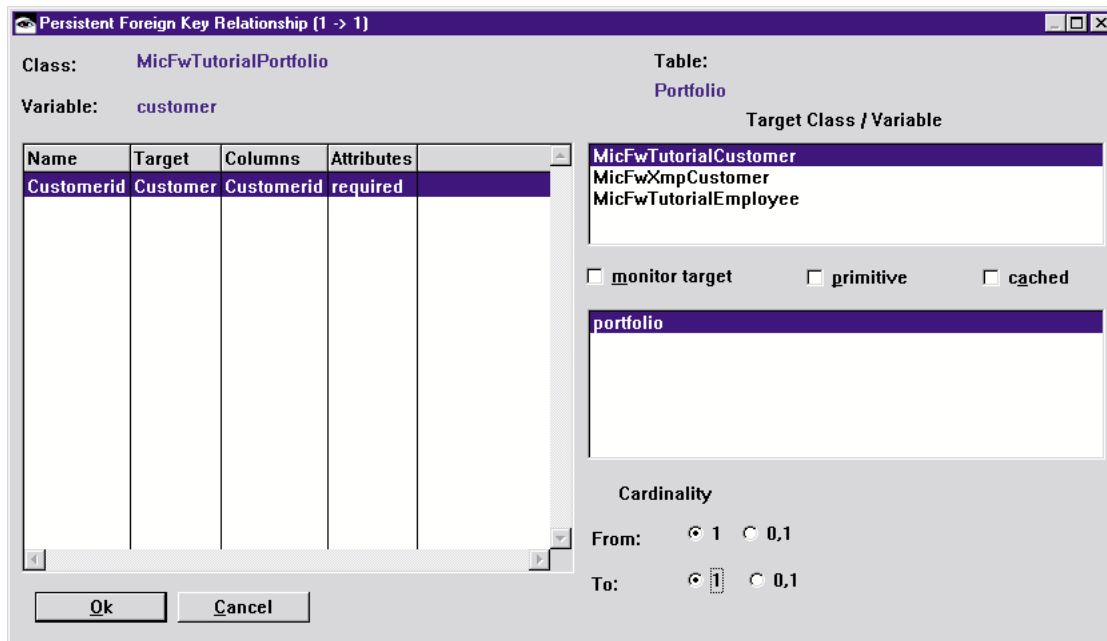 Persistent Foreign Key Relationship (1 -> 1)
Class: MicFwTutorialPortfolio
Table:
Portfolio
Variable: customer
Target Class / Variable
Name Target Columns Attributes
Customerid Customer Customerid required
MicFwTutorialCustomer
MicFwXmpCustomer
MicFwTutorialEmployee
monitor target primitive cached
portfolio
Cardinality
From: 1 0,1
To: 1 0,1
Ok Cancel